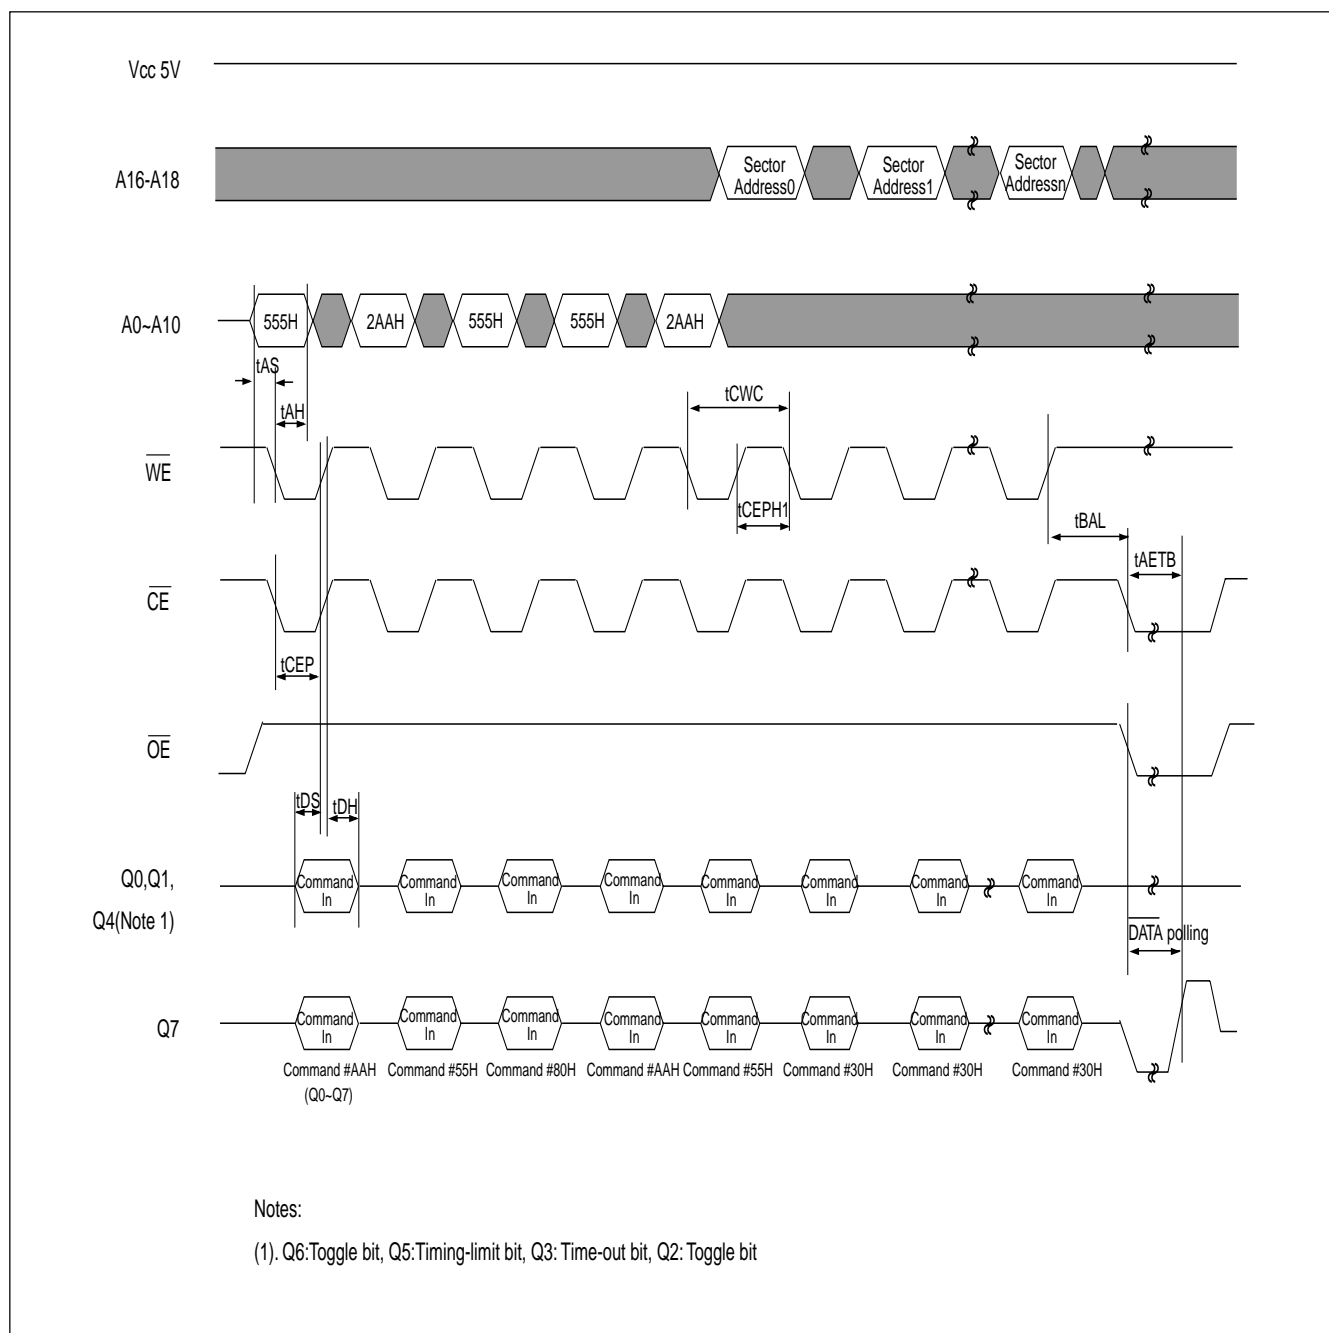 Vcc 5V
A16-A18
Sector
Address0
Sector
Address1
Sector
Addressn
A0~A10
555H
2AAH
555H
555H
2AAH
tAS
tAH
tCWC
WE
tCEPH1
tBAL
tAETB
CE
tCEP
OE
tDS
tDH
Q0,Q1,
Q4(Note 1)
Command
In
Command
In
Command
In
Command
In
Command
In
Command
In
Command
In
Command
In
DATA polling
Q7
Command
In
Command
In
Command
In
Command
In
Command
In
Command
In
Command
In
Command
In
Command #AAH
(Q0~Q7)
Command #55H
Command #80H
Command #AAH
Command #55H
Command #30H
Command #30H
Command #30H
Notes:
(1). Q6:Toggle bit, Q5:Timing-limit bit, Q3: Time-out bit, Q2: Toggle bit